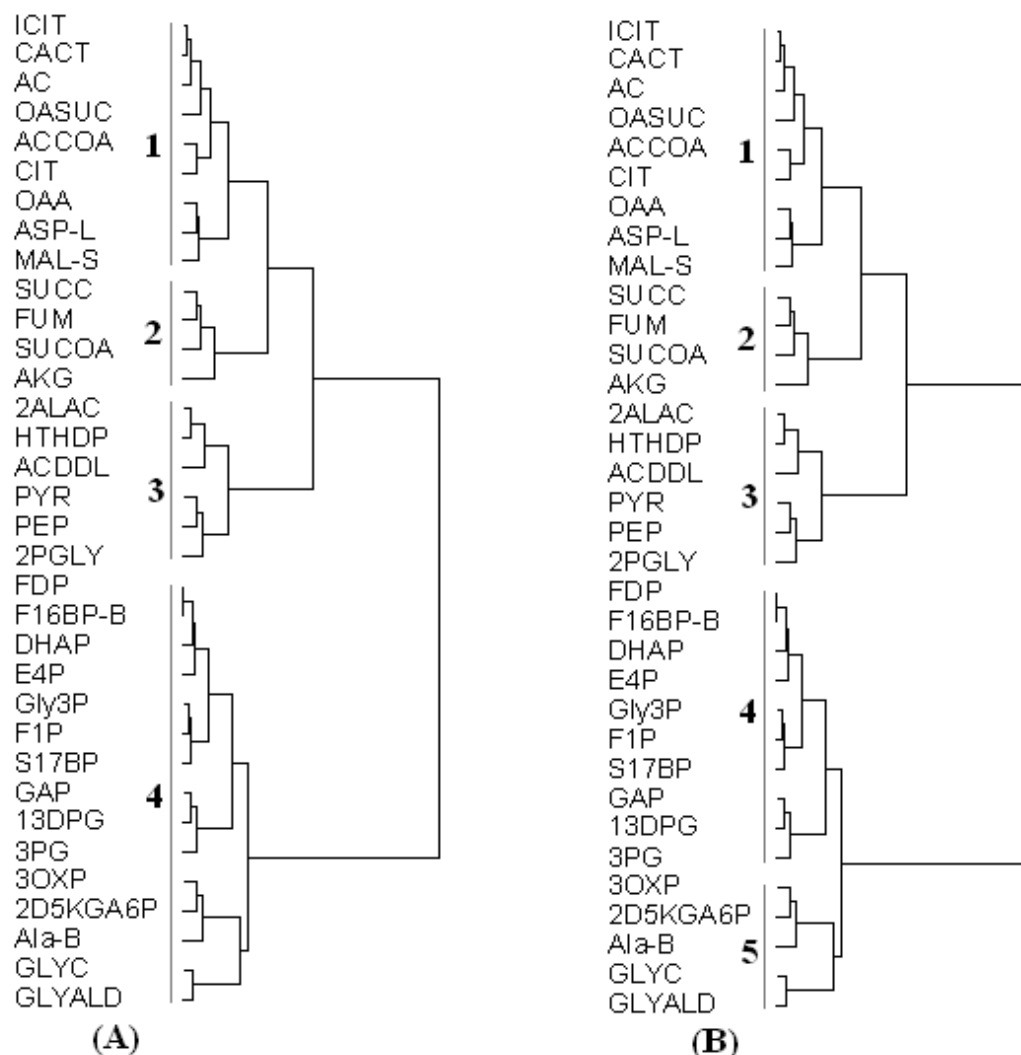 ICIT
CACT
AC
OASUC
ACCOA
CIT
OAA
ASP-L
MAL-S
SUCC
FUM
SUCOA
AKG
2ALAC
HTHDP
ACDDL
PYR
PEP
2PGLY
FDP
F16BP-B
DHAP
E4P
Gly3P
F1P
S17BP
GAP
13DPG
3PG
3OXP
2D5KGA6P
Ala-B
GLYC
GLYALD
1
2
3
4
(A)
ICIT
CACT
AC
OASUC
ACCOA
CIT
OAA
ASP-L
MAL-S
SUCC
FUM
SUCOA
AKG
2ALAC
HTHDP
ACDDL
PYR
PEP
2PGLY
FDP
F16BP-B
DHAP
E4P
Gly3P
F1P
S17BP
GAP
13DPG
3PG
3OXP
2D5KGA6P
Ala-B
GLYC
GLYALD
1
2
3
4
5
(B)